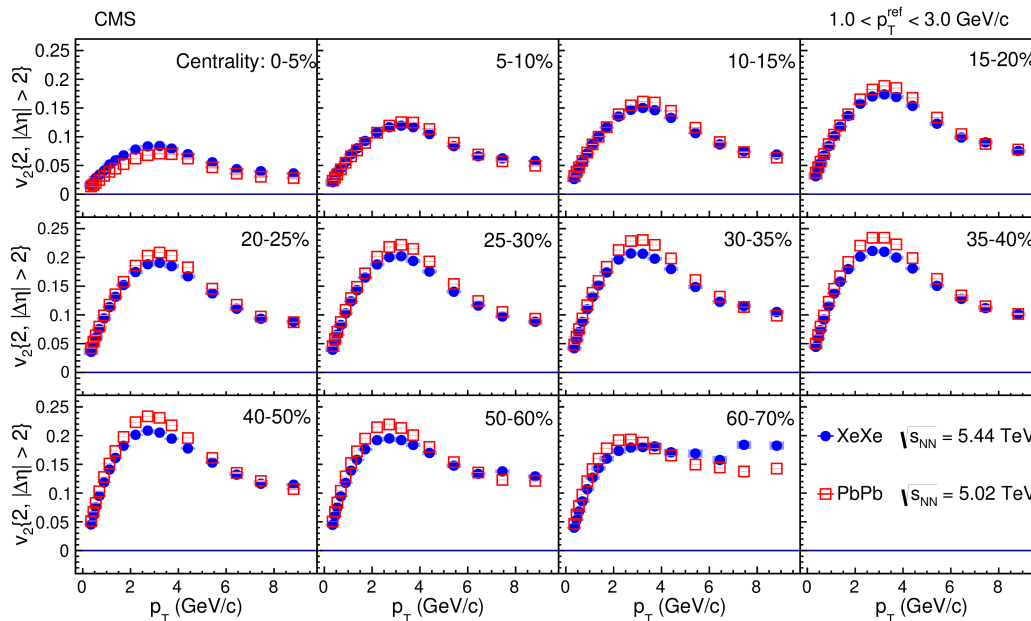 CMS
1.0 < p_T^ref < 3.0 GeV/c
Centrality: 0-5%
5-10%
10-15%
15-20%
v₂{2, |Δη| > 2}
0.25
0.2
0.15
0.1
0.05
0
20-25%
25-30%
30-35%
35-40%
v₂{2, |Δη| > 2}
0.25
0.2
0.15
0.1
0.05
0
40-50%
50-60%
60-70%
v₂{2, |Δη| > 2}
0.25
0.2
0.15
0.1
0.05
0
XeXe √s_NN = 5.44 TeV
PbPb √s_NN = 5.02 TeV
0 2 4 6 8
0 2 4 6 8
0 2 4 6 8
0 2 4 6 8
p_T (GeV/c)
p_T (GeV/c)
p_T (GeV/c)
p_T (GeV/c)